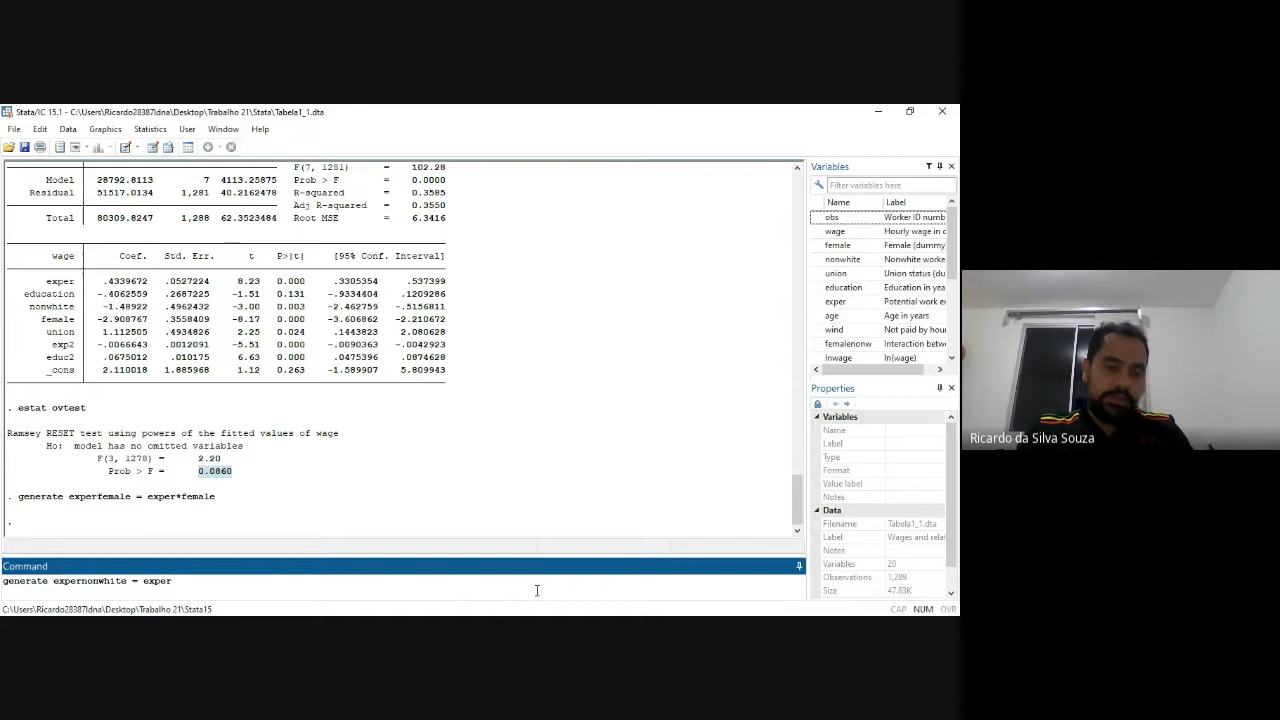 Stata/IC 15.1 - C:\Users\Ricardo28387ldna\Desktop\Trabalho 21\Stata\Tabela1_1.dta
File Edit Data Graphics Statistics User Window Help
F(7, 1281) = 102.28
Model 28792.8113 7 4113.25875 Prob > F = 0.0000
Residual 51517.0134 1,281 40.2162478 R-squared = 0.3585
Adj R-squared = 0.3550
Total 80309.8247 1,288 62.3523484 Root MSE = 6.3416
wage Coef. Std. Err. t P>|t| [95% Conf. Interval]
exper .4339672 .0527224 8.23 0.000 .3305354 .537399
education -.4062559 .2687225 -1.51 0.131 -.9334404 .1209286
nonwhite -1.48922 .4962432 -3.00 0.003 -2.462759 -.5156811
female -2.908767 .3558409 -8.17 0.000 -3.606862 -2.210672
union 1.112505 .4934826 2.25 0.024 .1443823 2.080628
exp2 -.0066643 .0012091 -5.51 0.000 -.0090363 -.0042923
educ2 .0675012 .010175 6.63 0.000 .0475396 .0874628
_cons 2.110018 1.885968 1.12 0.263 -1.589907 5.809943
. estat ovtest
Ramsey RESET test using powers of the fitted values of wage
Ho: model has no omitted variables
F(3, 1278) = 2.20
Prob > F = 0.0860
. generate experfemale = exper*female
.
Command
generate expernonwhite = exper
C:\Users\Ricardo28387ldna\Desktop\Trabalho 21\Stata15
CAP NUM OVR
Variables
Filter variables here
Name Label
obs Worker ID numb
wage Hourly wage in c
female Female (dummy
nonwhite Nonwhite worke
union Union status (du
education Education in yea
exper Potential work e
age Age in years
wind Not paid by hour
femalenonw Interaction betw
lnwage ln(wage)
Properties
Variables
Name
Label
Type
Format
Value label
Notes
Data
Filename Tabela1_1.dta
Label Wages and rela
Notes
Variables 20
Observations 1,289
Size 47.83K
Ricardo da Silva Souza